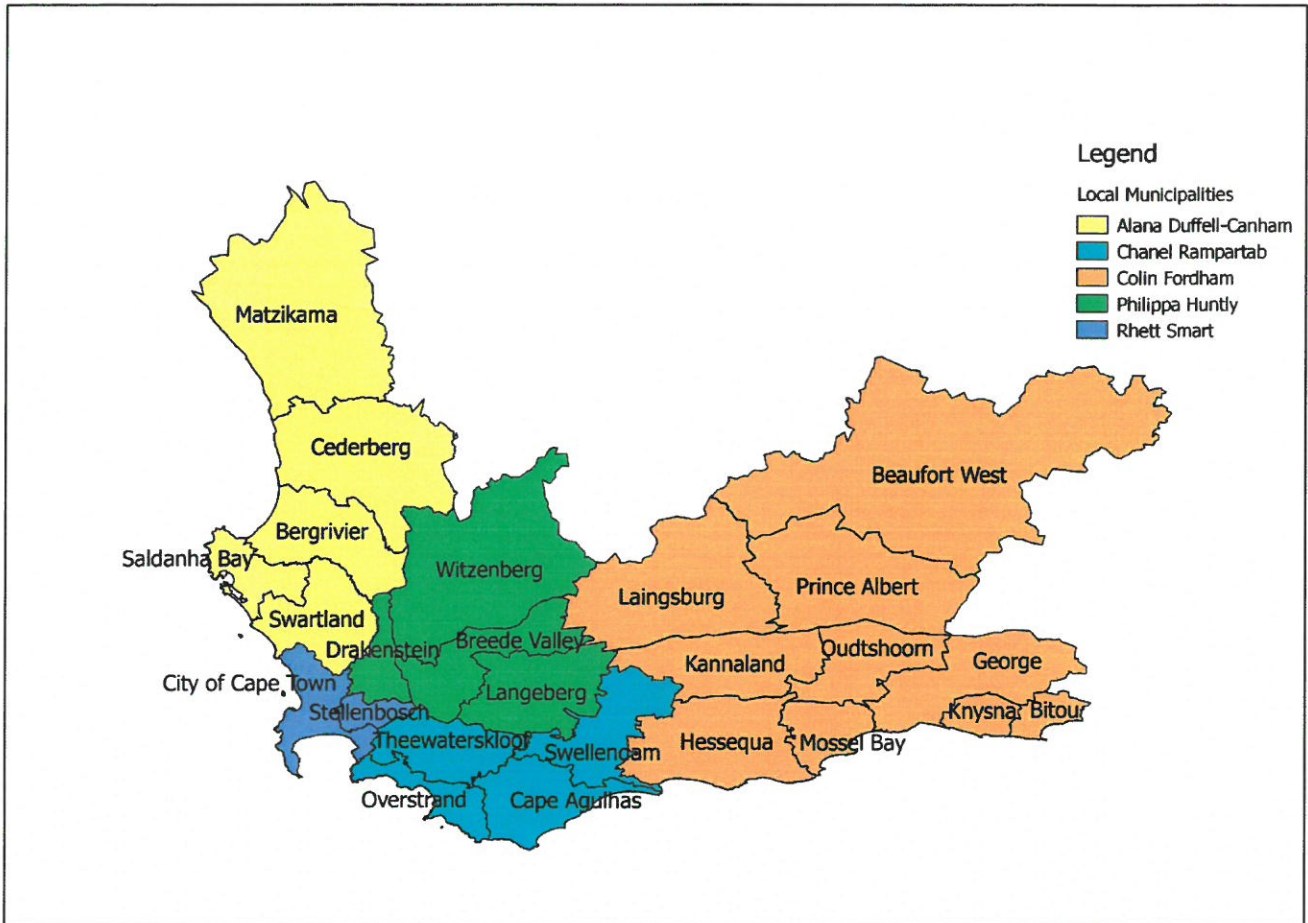 Legend
Local Municipalities
Alana Duffell-Canham
Chanel Rampartab
Colin Fordham
Philippa Huntly
Rhett Smart
Matzikama
Cederberg
Beaufort West
Bergrivier
Saldanha Bay
Witzenberg
Laingsburg
Prince Albert
Swartland
Drakenstein
Breede Valley
Kannaland
Oudtshoorn
George
City of Cape Town
Langeberg
Stellenbosch
Knysna
Bitou
Theewaterskloof
Swellendam
Hessequa
Mossel Bay
Overstrand
Cape Agulhas